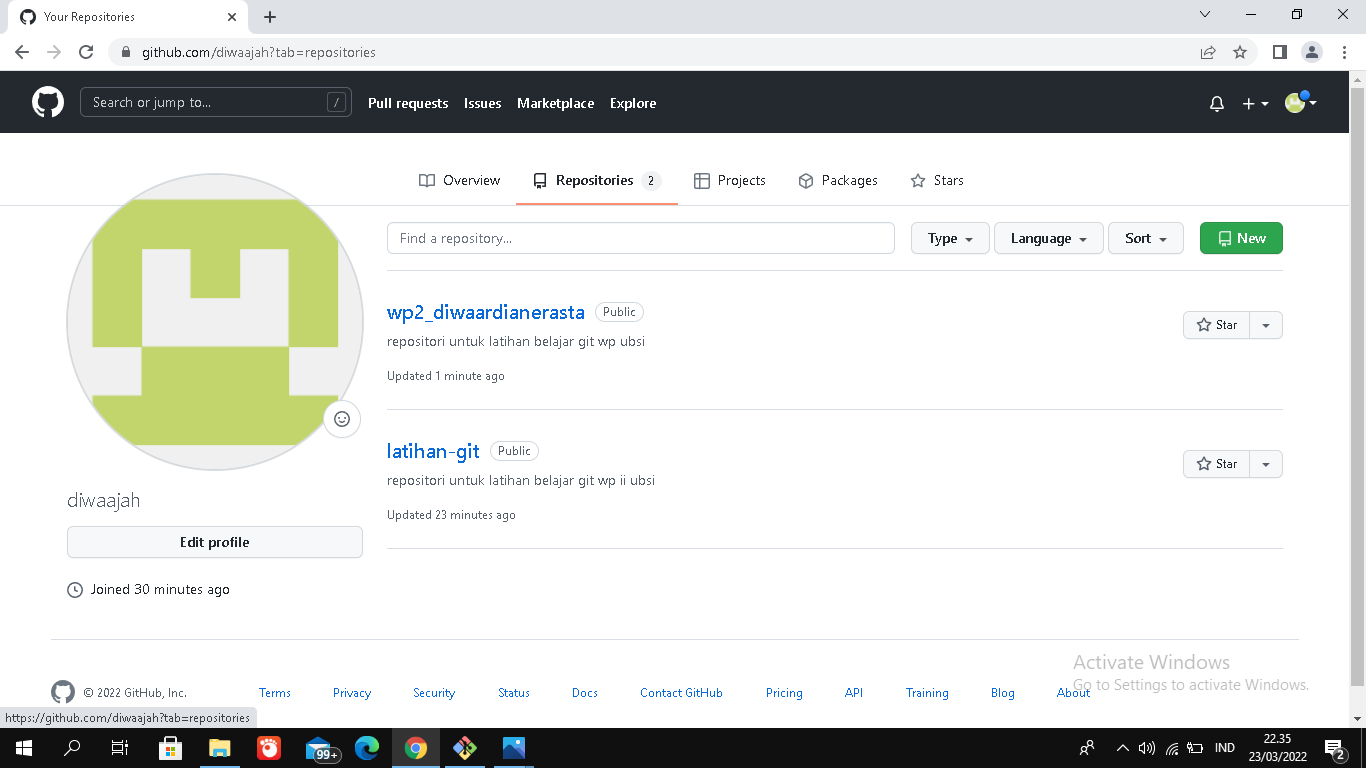 Your Repositories
github.com/diwaajah?tab=repositories
Search or jump to... /
Pull requests Issues Marketplace Explore
Overview Repositories 2 Projects Packages Stars
Find a repository... Type Language Sort New
wp2_diwaardianerasta Public
Star
repositori untuk latihan belajar git wp ubsi
Updated 1 minute ago
latihan-git Public
Star
repositori untuk latihan belajar git wp ii ubsi
Updated 23 minutes ago
diwaajah
Edit profile
Joined 30 minutes ago
Activate Windows
Go to Settings to activate Windows.
© 2022 GitHub, Inc. Terms Privacy Security Status Docs Contact GitHub Pricing API Training Blog About
https://github.com/diwaajah?tab=repositories
99+
IND
22.35
23/03/2022
2